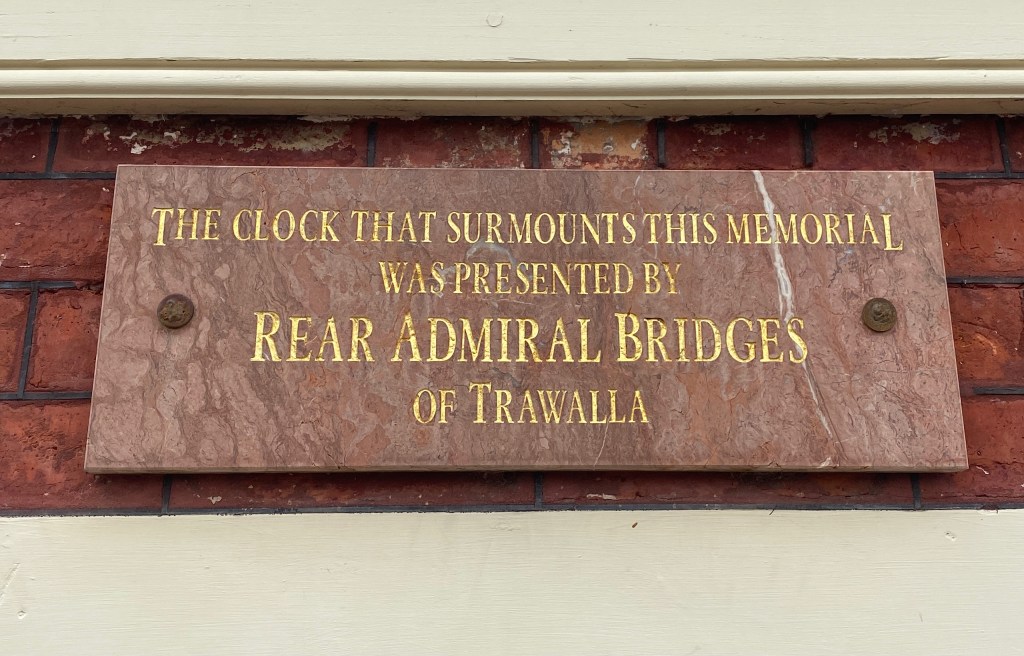 THE CLOCK THAT SURMOUNTS THIS MEMORIAL
WAS PRESENTED BY
REAR ADMIRAL BRIDGES
OF TRAWALLA